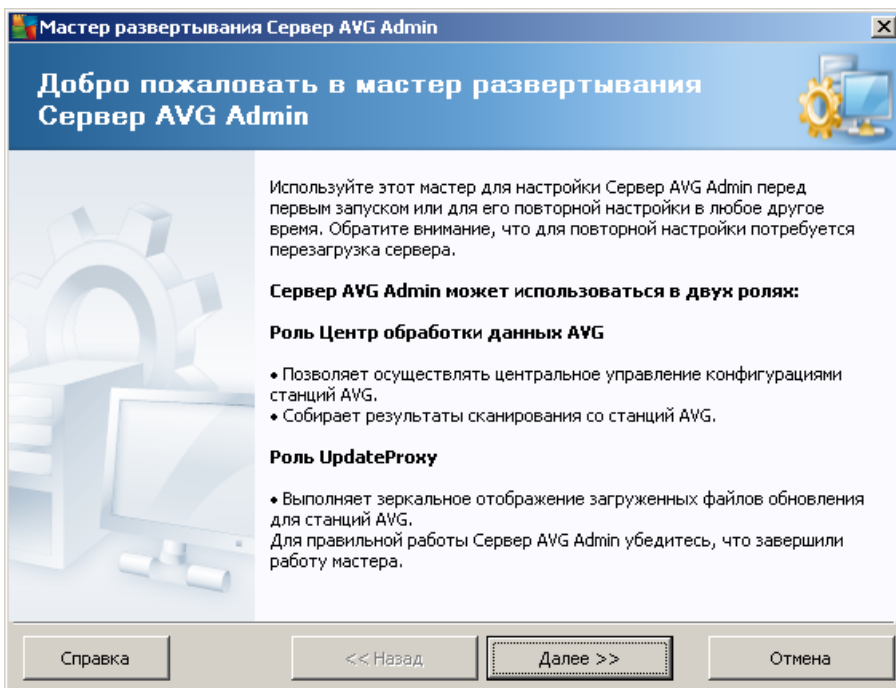 Мастер развертывания Сервер AVG Admin
Добро пожаловать в мастер развертывания
Сервер AVG Admin
Используйте этот мастер для настройки Сервер AVG Admin перед
первым запуском или для его повторной настройки в любое другое
время. Обратите внимание, что для повторной настройки потребуется
перезагрузка сервера.
Сервер AVG Admin может использоваться в двух ролях:
Роль Центр обработки данных AVG
• Позволяет осуществлять центральное управление конфигурациями
станций AVG.
• Собирает результаты сканирования со станций AVG.
Роль UpdateProxy
• Выполняет зеркальное отображение загруженных файлов обновления
для станций AVG.
Для правильной работы Сервер AVG Admin убедитесь, что завершили
работу мастера.
Справка
<< Назад
Далее >>
Отмена